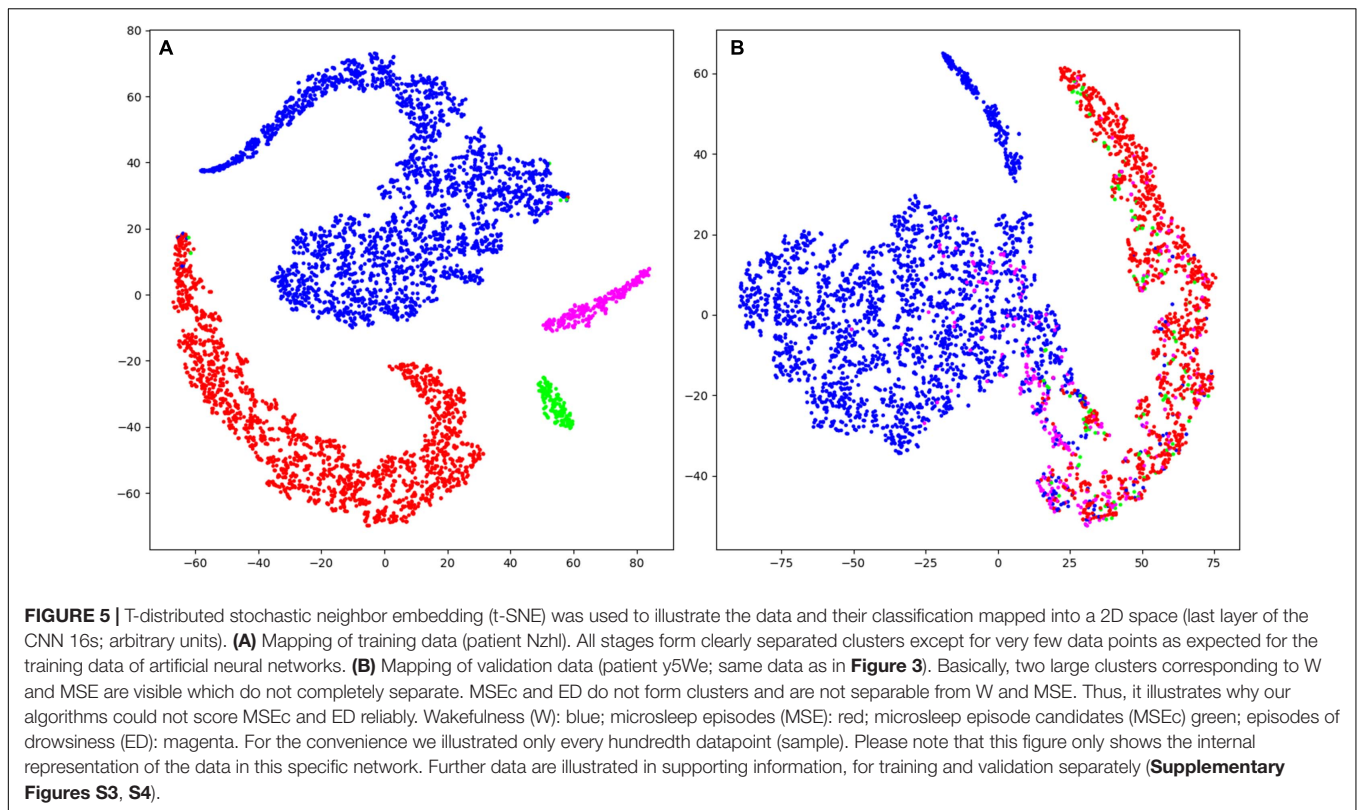 A
B
80
60
40
20
0
−20
−40
−60
−60
−40
−20
0
20
40
60
80
60
40
20
0
−20
−40
−75
−50
−25
0
25
50
75
FIGURE 5 | T-distributed stochastic neighbor embedding (t-SNE) was used to illustrate the data and their classification mapped into a 2D space (last layer of the
CNN 16s; arbitrary units). (A) Mapping of training data (patient Nzhl). All stages form clearly separated clusters except for very few data points as expected for the
training data of artificial neural networks. (B) Mapping of validation data (patient y5We; same data as in Figure 3). Basically, two large clusters corresponding to W
and MSE are visible which do not completely separate. MSEc and ED do not form clusters and are not separable from W and MSE. Thus, it illustrates why our
algorithms could not score MSEc and ED reliably. Wakefulness (W): blue; microsleep episodes (MSE): red; microsleep episode candidates (MSEc) green; episodes of
drowsiness (ED): magenta. For the convenience we illustrated only every hundredth datapoint (sample). Please note that this figure only shows the internal
representation of the data in this specific network. Further data are illustrated in supporting information, for training and validation separately (Supplementary
Figures S3, S4).